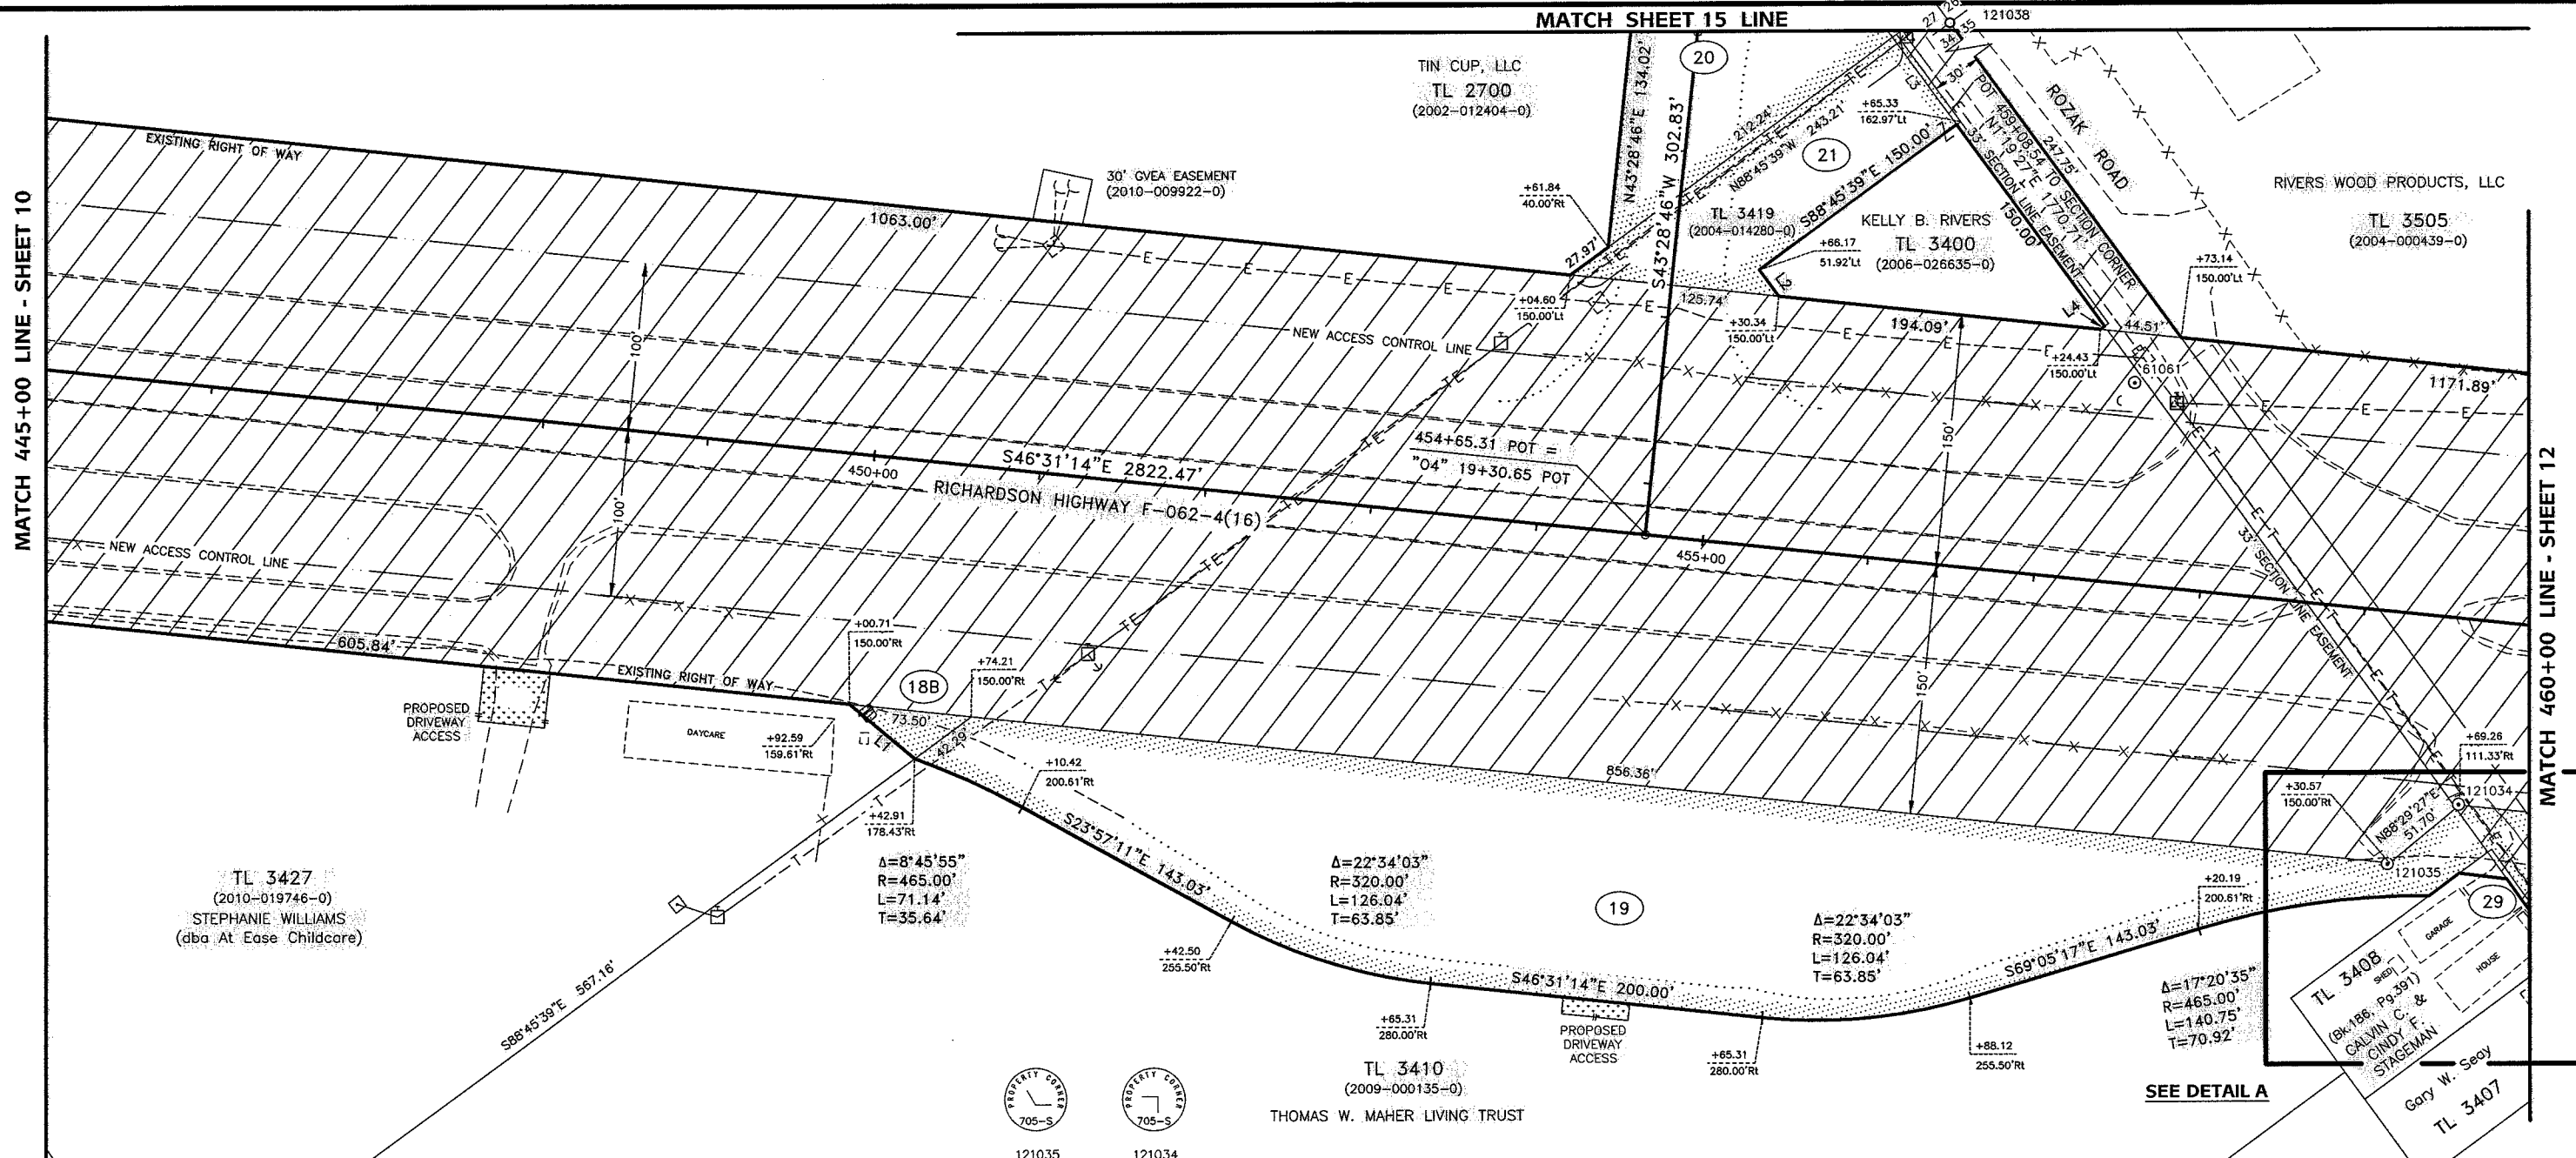 MATCH SHEET 15 LINE
MATCH 445+00 LINE - SHEET 10
MATCH 460+00 LINE - SHEET 12
121038
27
26
34
35
TIN CUP, LLC
TL 2700
(2002-012404-0)
N43°28'46"E 134.02'
20
S43°28'46"W 302.83'
212.24'
N88°45'39"W 243.21'
21
+65.33
162.97'Lt
L3
30'
POT 459+08.54 TO SECTION CORNER
N1°19'27"E 1770.71'
247.75'
ROZAK ROAD
33' SECTION LINE EASEMENT
150.00'
S88°45'39"E 150.00'
RIVERS WOOD PRODUCTS, LLC
TL 3505
(2004-000439-0)
EXISTING RIGHT OF WAY
30' GVEA EASEMENT
(2010-009922-0)
1063.00'
+61.84
40.00'Rt
27.97'
TL 3419
(2004-014280-0)
KELLY B. RIVERS
TL 3400
(2006-026635-0)
+66.17
51.92'Lt
L2
+73.14
150.00'Lt
+04.60
150.00'Lt
125.74'
+30.34
150.00'Lt
194.09'
L4
44.51'
+24.43
150.00'Lt
61061
1171.89'
NEW ACCESS CONTROL LINE
100'
150'
454+65.31 POT =
"04" 19+30.65 POT
450+00
S46°31'14"E 2822.47'
RICHARDSON HIGHWAY F-062-4(16)
455+00
100'
150'
NEW ACCESS CONTROL LINE
33' SECTION LINE EASEMENT
605.84'
EXISTING RIGHT OF WAY
+00.71
150.00'Rt
18B
+74.21
150.00'Rt
73.50'
42.29'
L1
PROPOSED
DRIVEWAY
ACCESS
DAYCARE
+92.59
159.61'Rt
+10.42
200.61'Rt
856.36'
+69.26
111.33'Rt
+30.57
150.00'Rt
121034
N88°29'27"E
51.70'
121035
+42.91
178.43'Rt
S23°57'11"E 143.03'
Δ=8°45'55"
R=465.00'
L=71.14'
T=35.64'
Δ=22°34'03"
R=320.00'
L=126.04'
T=63.85'
19
Δ=22°34'03"
R=320.00'
L=126.04'
T=63.85'
+20.19
200.61'Rt
29
TL 3427
(2010-019746-0)
STEPHANIE WILLIAMS
(dba At Ease Childcare)
S88°45'39"E 567.16'
+42.50
255.50'Rt
S46°31'14"E 200.00'
S69°05'17"E 143.03'
Δ=17°20'35"
R=465.00'
L=140.75'
T=70.92'
GARAGE
HOUSE
SHED
TL 3408
(Bk.186, Pg.391)
CALVIN C. &
CINDY F.
STAGEMAN
+65.31
280.00'Rt
PROPOSED
DRIVEWAY
ACCESS
+65.31
280.00'Rt
+88.12
255.50'Rt
SEE DETAIL A
Gary W. Seay
TL 3407
PROPERTY CORNER
705-S
121035
PROPERTY CORNER
705-S
121034
TL 3410
(2009-000135-0)
THOMAS W. MAHER LIVING TRUST